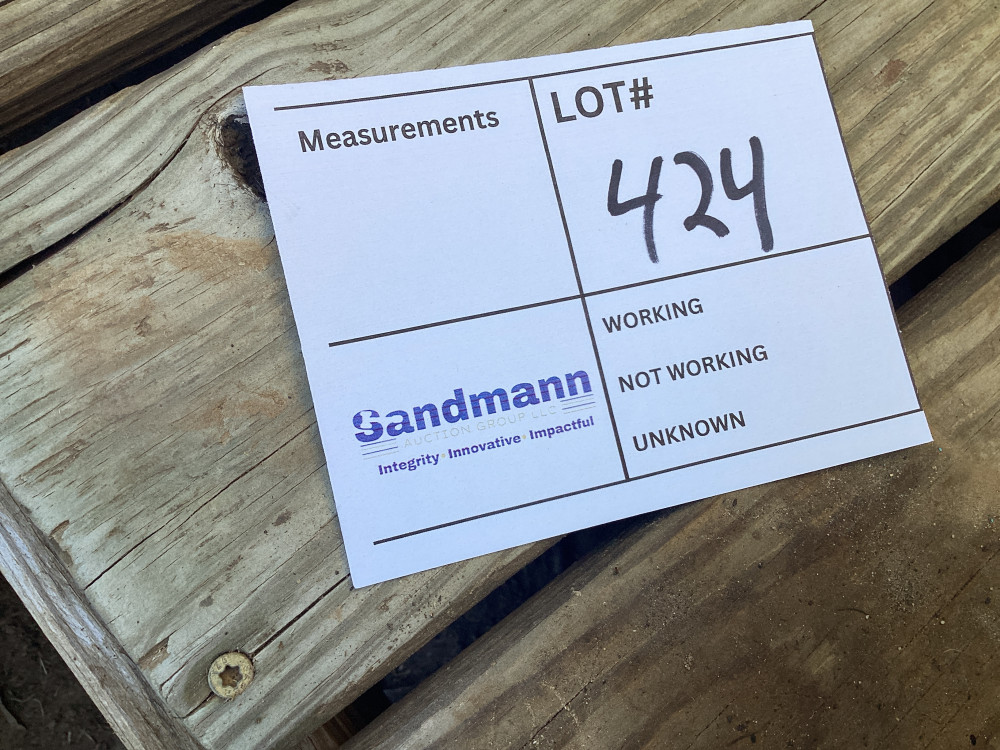 Measurements
LOT#
424
WORKING
NOT WORKING
UNKNOWN
Sandmann
AUCTION GROUP LLC
Integrity Innovative Impactful